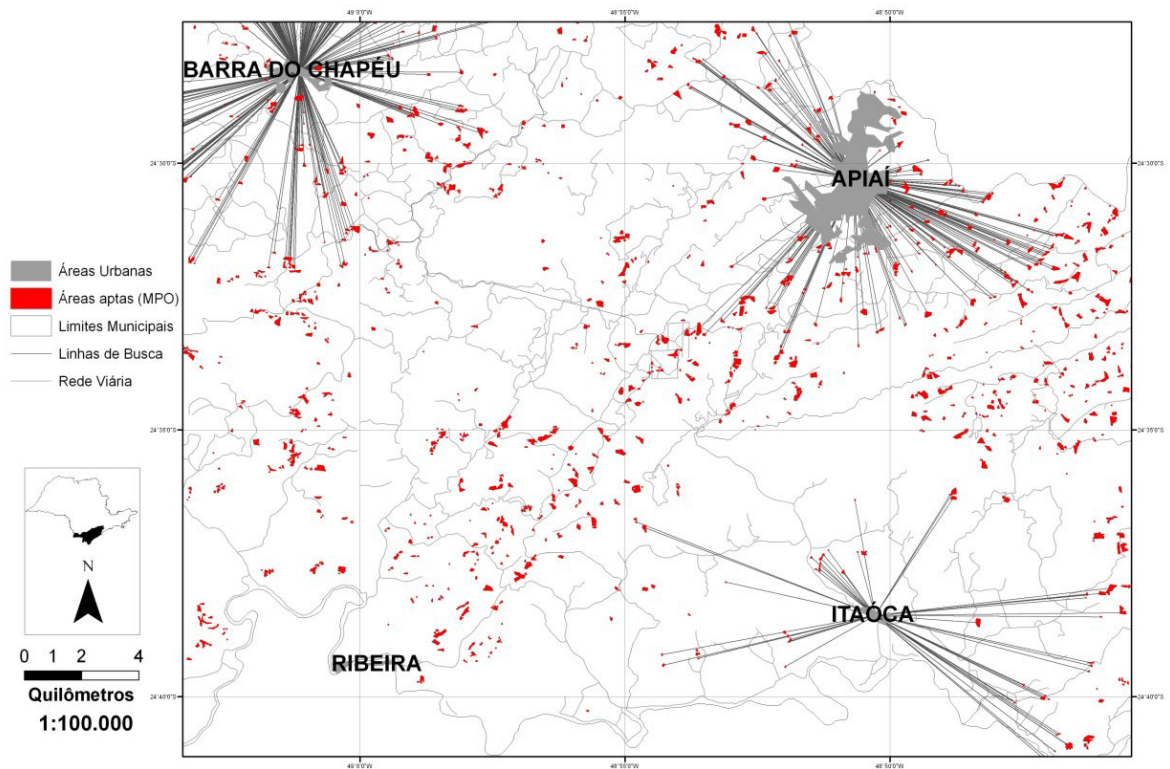 49°0'0"W
48°55'0"W
48°50'0"W
BARRA DO CHAPÉU
24°30'0"S
24°30'0"S
APIAÍ
Áreas Urbanas
Áreas aptas (MPO)
Limites Municipais
Linhas de Busca
Rede Viária
24°35'0"S
24°35'0"S
N
ITAÓCA
RIBEIRA
0 1 2 4
Quilômetros
1:100.000
24°40'0"S
24°40'0"S
49°0'0"W
48°55'0"W
48°50'0"W